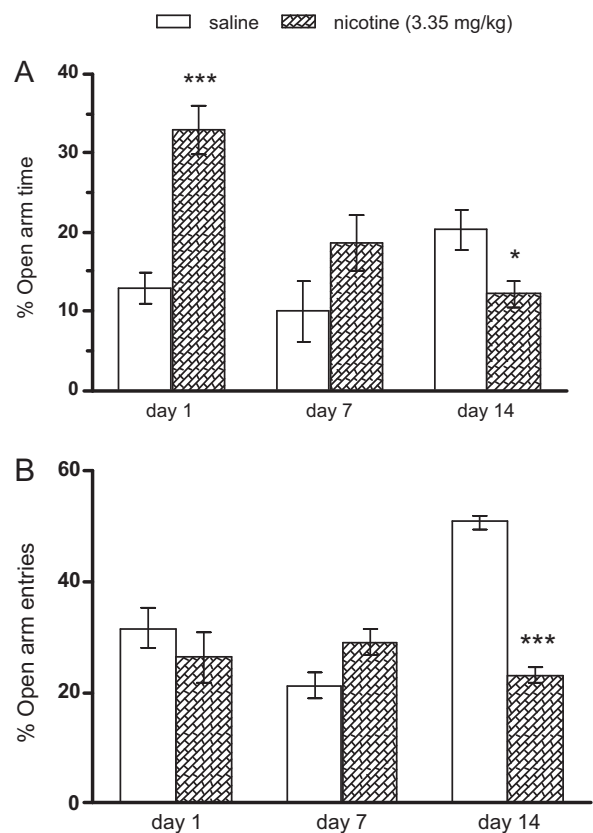 saline nicotine (3.35 mg/kg)
A
% Open arm time
40
30
20
10
0
***
*
day 1 day 7 day 14
B
% Open arm entries
60
40
20
0
***
day 1 day 7 day 14